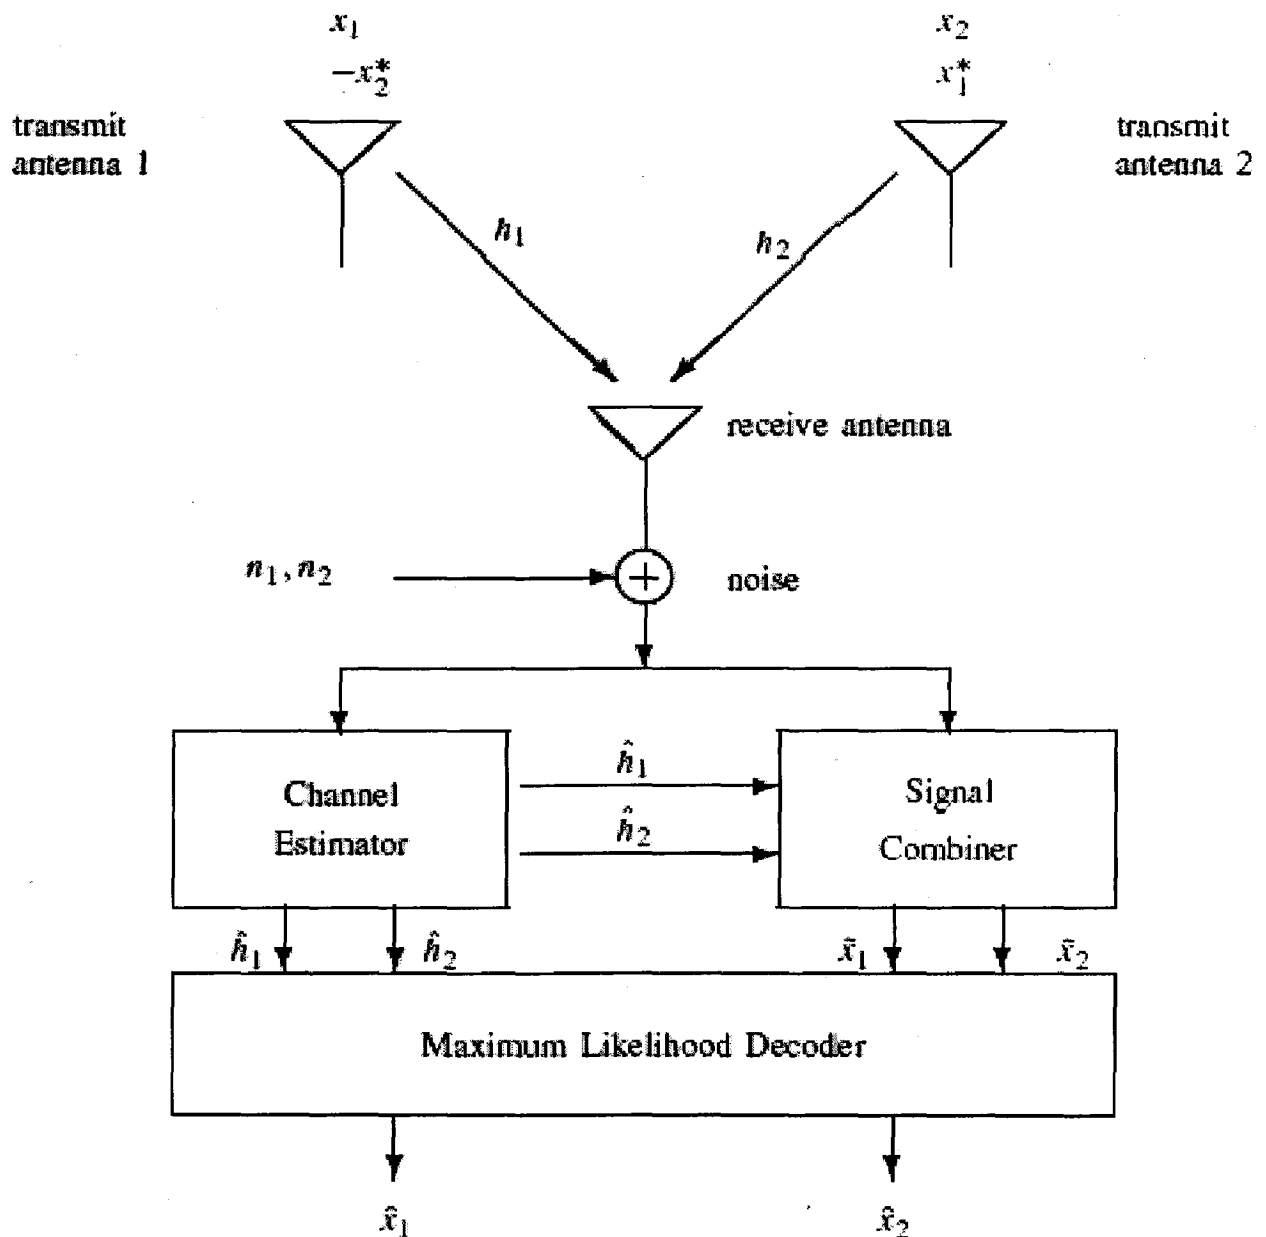 x₁ x₂
−x₂* x₁*
transmit antenna 1
transmit antenna 2
h₁ h₂
receive antenna
n₁, n₂
noise
Channel Estimator
ĥ₁
ĥ₂
Signal Combiner
ĥ₁ ĥ₂ x̃₁ x̃₂
Maximum Likelihood Decoder
x̂₁ x̂₂